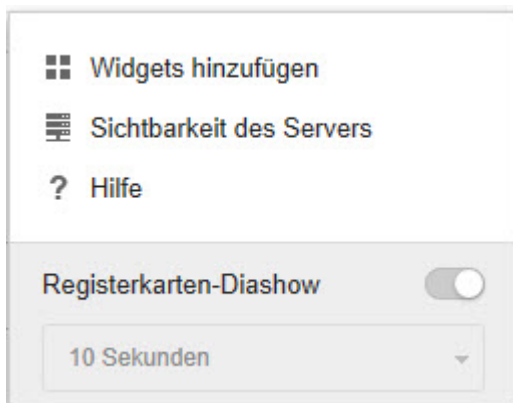 Widgets hinzufügen
Sichtbarkeit des Servers
? Hilfe
Registerkarten-Diashow
10 Sekunden